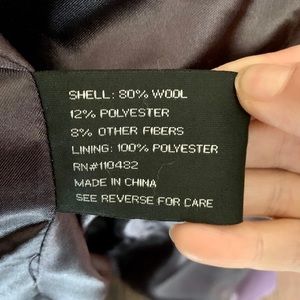 SHELL: 80% WOOL
12% POLYESTER
8% OTHER FIBERS
LINING: 100% POLYESTER
RN#110432
MADE IN CHINA
SEE REVERSE FOR CARE